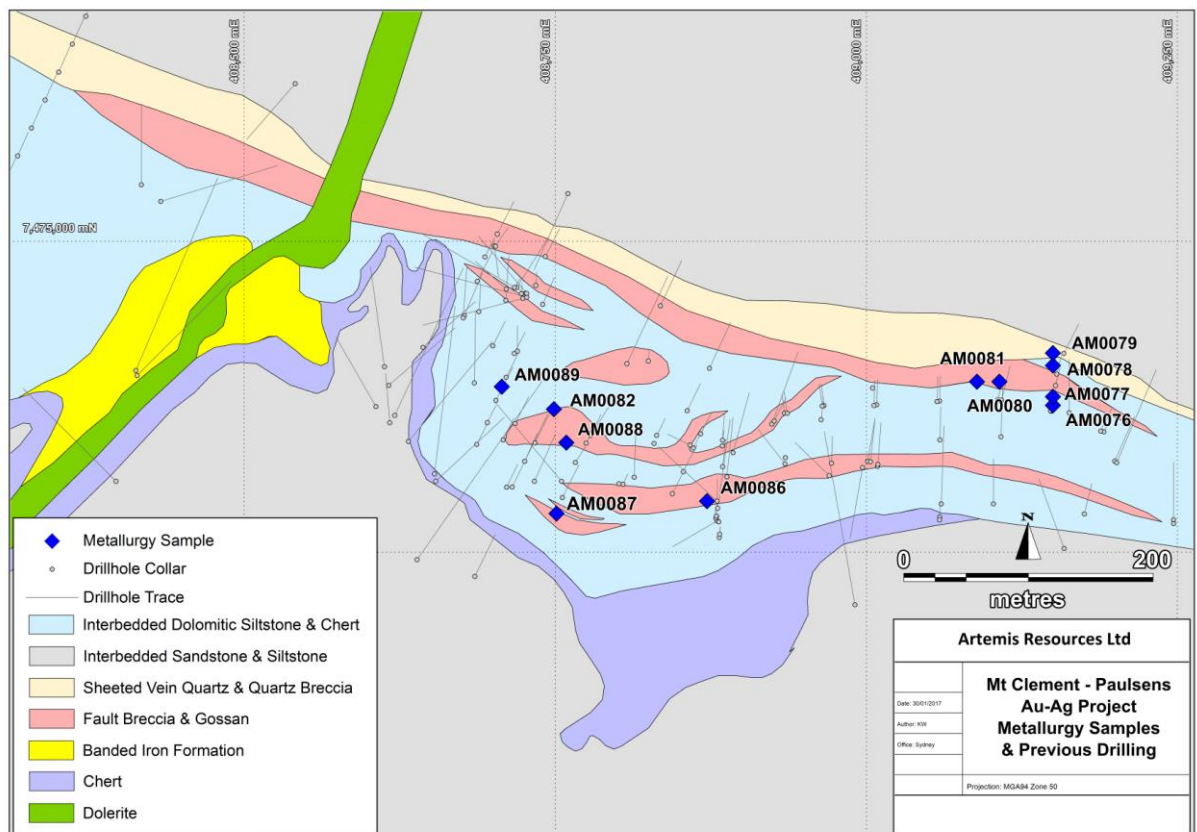 408,500 mE
408,750 mE
409,000 mE
409,250 mE
7,475,000 mN
AM0079
AM0081
AM0078
AM0089
AM0077
AM0082
AM0080
AM0076
AM0088
AM0086
AM0087
N
0 200
metres
Metallurgy Sample
Drillhole Collar
Drillhole Trace
Interbedded Dolomitic Siltstone & Chert
Interbedded Sandstone & Siltstone
Sheeted Vein Quartz & Quartz Breccia
Fault Breccia & Gossan
Banded Iron Formation
Chert
Dolerite
Artemis Resources Ltd
Date: 30/01/2017
Author: KW
Office: Sydney
Mt Clement - Paulsens
Au-Ag Project
Metallurgy Samples
& Previous Drilling
Projection: MGA94 Zone 50